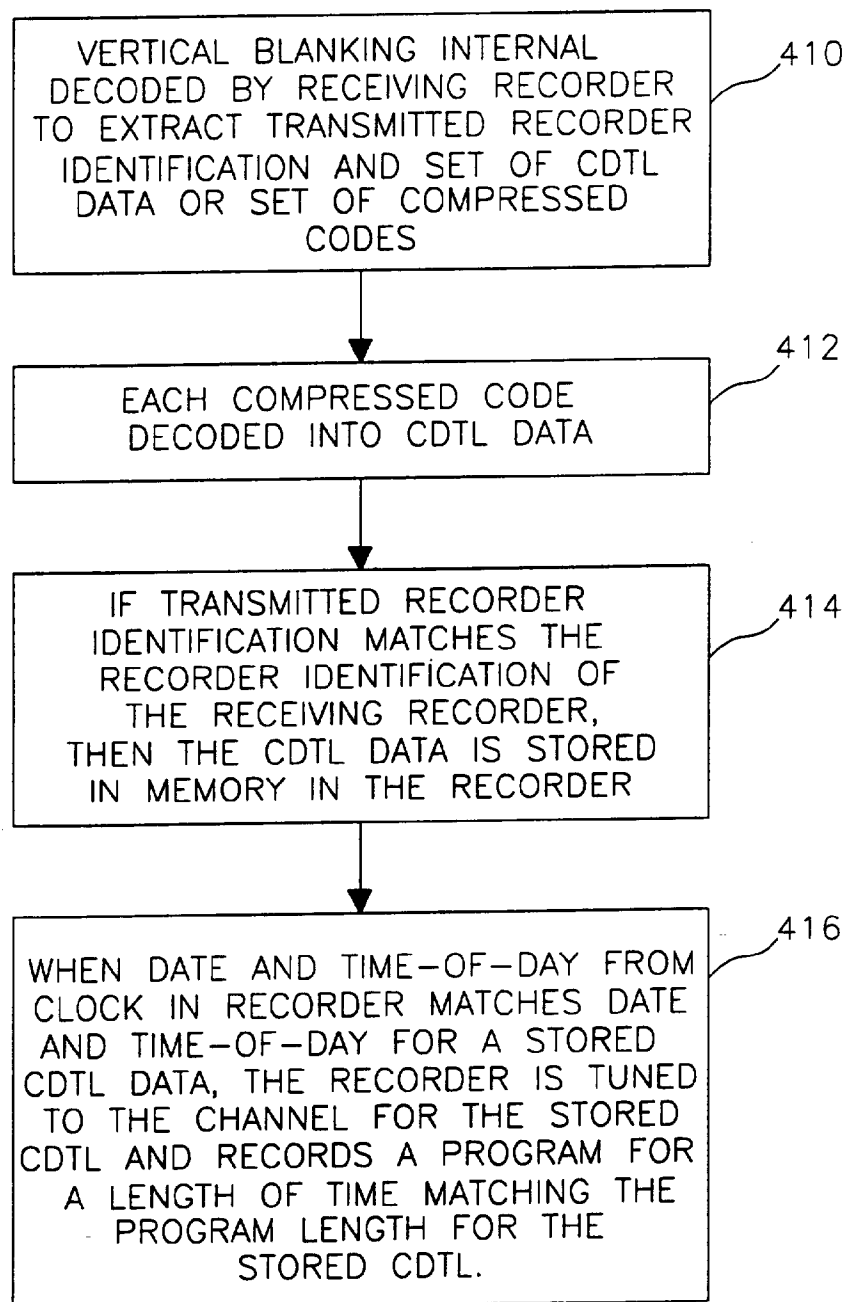 VERTICAL BLANKING INTERNAL
DECODED BY RECEIVING RECORDER
TO EXTRACT TRANSMITTED RECORDER
IDENTIFICATION AND SET OF CDTL
DATA OR SET OF COMPRESSED
CODES
410
EACH COMPRESSED CODE
DECODED INTO CDTL DATA
412
IF TRANSMITTED RECORDER
IDENTIFICATION MATCHES THE
RECORDER IDENTIFICATION OF
THE RECEIVING RECORDER,
THEN THE CDTL DATA IS STORED
IN MEMORY IN THE RECORDER
414
WHEN DATE AND TIME-OF-DAY FROM
CLOCK IN RECORDER MATCHES DATE
AND TIME-OF-DAY FOR A STORED
CDTL DATA, THE RECORDER IS TUNED
TO THE CHANNEL FOR THE STORED
CDTL AND RECORDS A PROGRAM FOR
A LENGTH OF TIME MATCHING THE
PROGRAM LENGTH FOR THE
STORED CDTL.
416